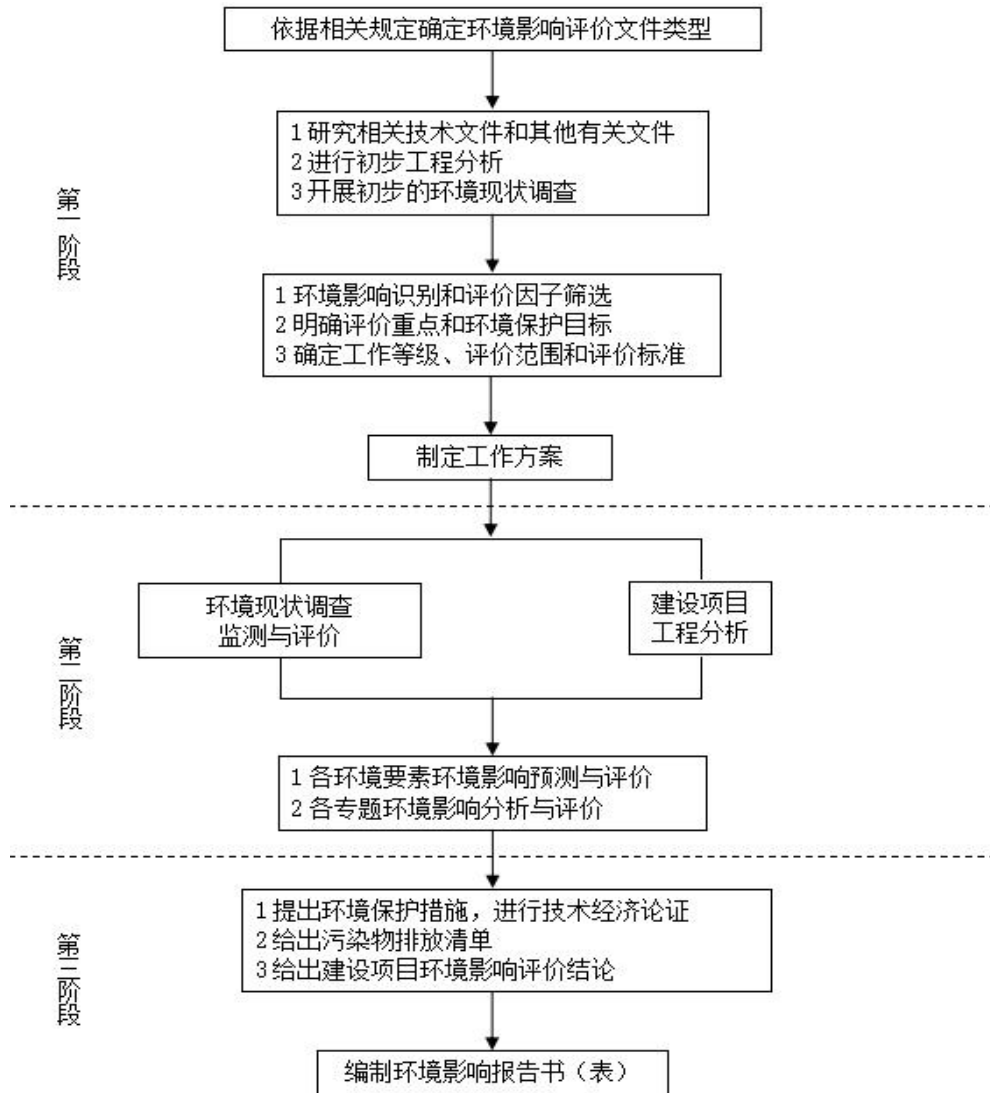 依据相关规定确定环境影响评价文件类型
1研究相关技术文件和其他有关文件
2进行初步工程分析
3开展初步的环境现状调查
第一阶段
1环境影响识别和评价因子筛选
2明确评价重点和环境保护目标
3确定工作等级、评价范围和评价标准
制定工作方案
环境现状调查
监测与评价
建设项目
工程分析
第二阶段
1各环境要素环境影响预测与评价
2各专题环境影响分析与评价
1提出环境保护措施，进行技术经济论证
2给出污染物排放清单
3给出建设项目环境影响评价结论
第三阶段
编制环境影响报告书（表）